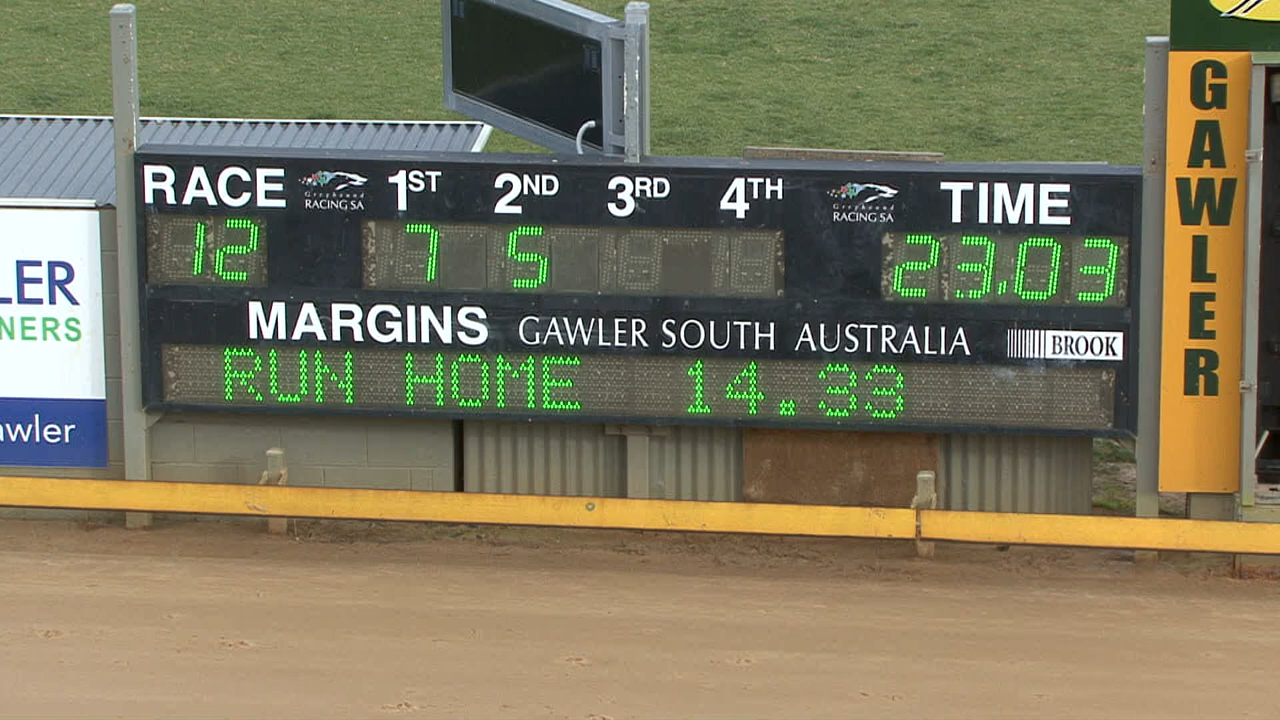 RACE 1ST 2ND 3RD 4TH TIME
Greyhound RACING SA
Greyhound RACING SA
12 7 5 23.03
MARGINS GAWLER SOUTH AUSTRALIA BROOK
RUN HOME 14.33
LER
NERS
awler
GAWLER